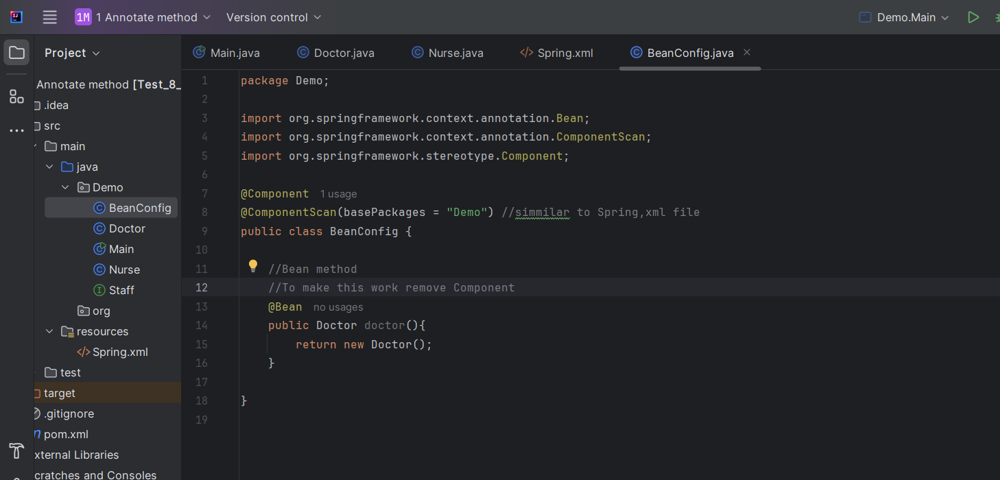 1M 1 Annotate method Version control Demo.Main
Project
Main.java Doctor.java Nurse.java Spring.xml BeanConfig.java
Annotate method [Test_8_
.idea
src
main
java
Demo
BeanConfig
Doctor
Main
Nurse
Staff
org
resources
Spring.xml
test
target
.gitignore
pom.xml
xternal Libraries
cratches and Consoles
1 package Demo;
2
3 import org.springframework.context.annotation.Bean;
4 import org.springframework.context.annotation.ComponentScan;
5 import org.springframework.stereotype.Component;
6
7 @Component 1 usage
8 @ComponentScan(basePackages = "Demo") //simmilar to Spring,xml file
9 public class BeanConfig {
10
11 //Bean method
12 //To make this work remove Component
13 @Bean no usages
14 public Doctor doctor(){
15 return new Doctor();
16 }
17
18 }
19